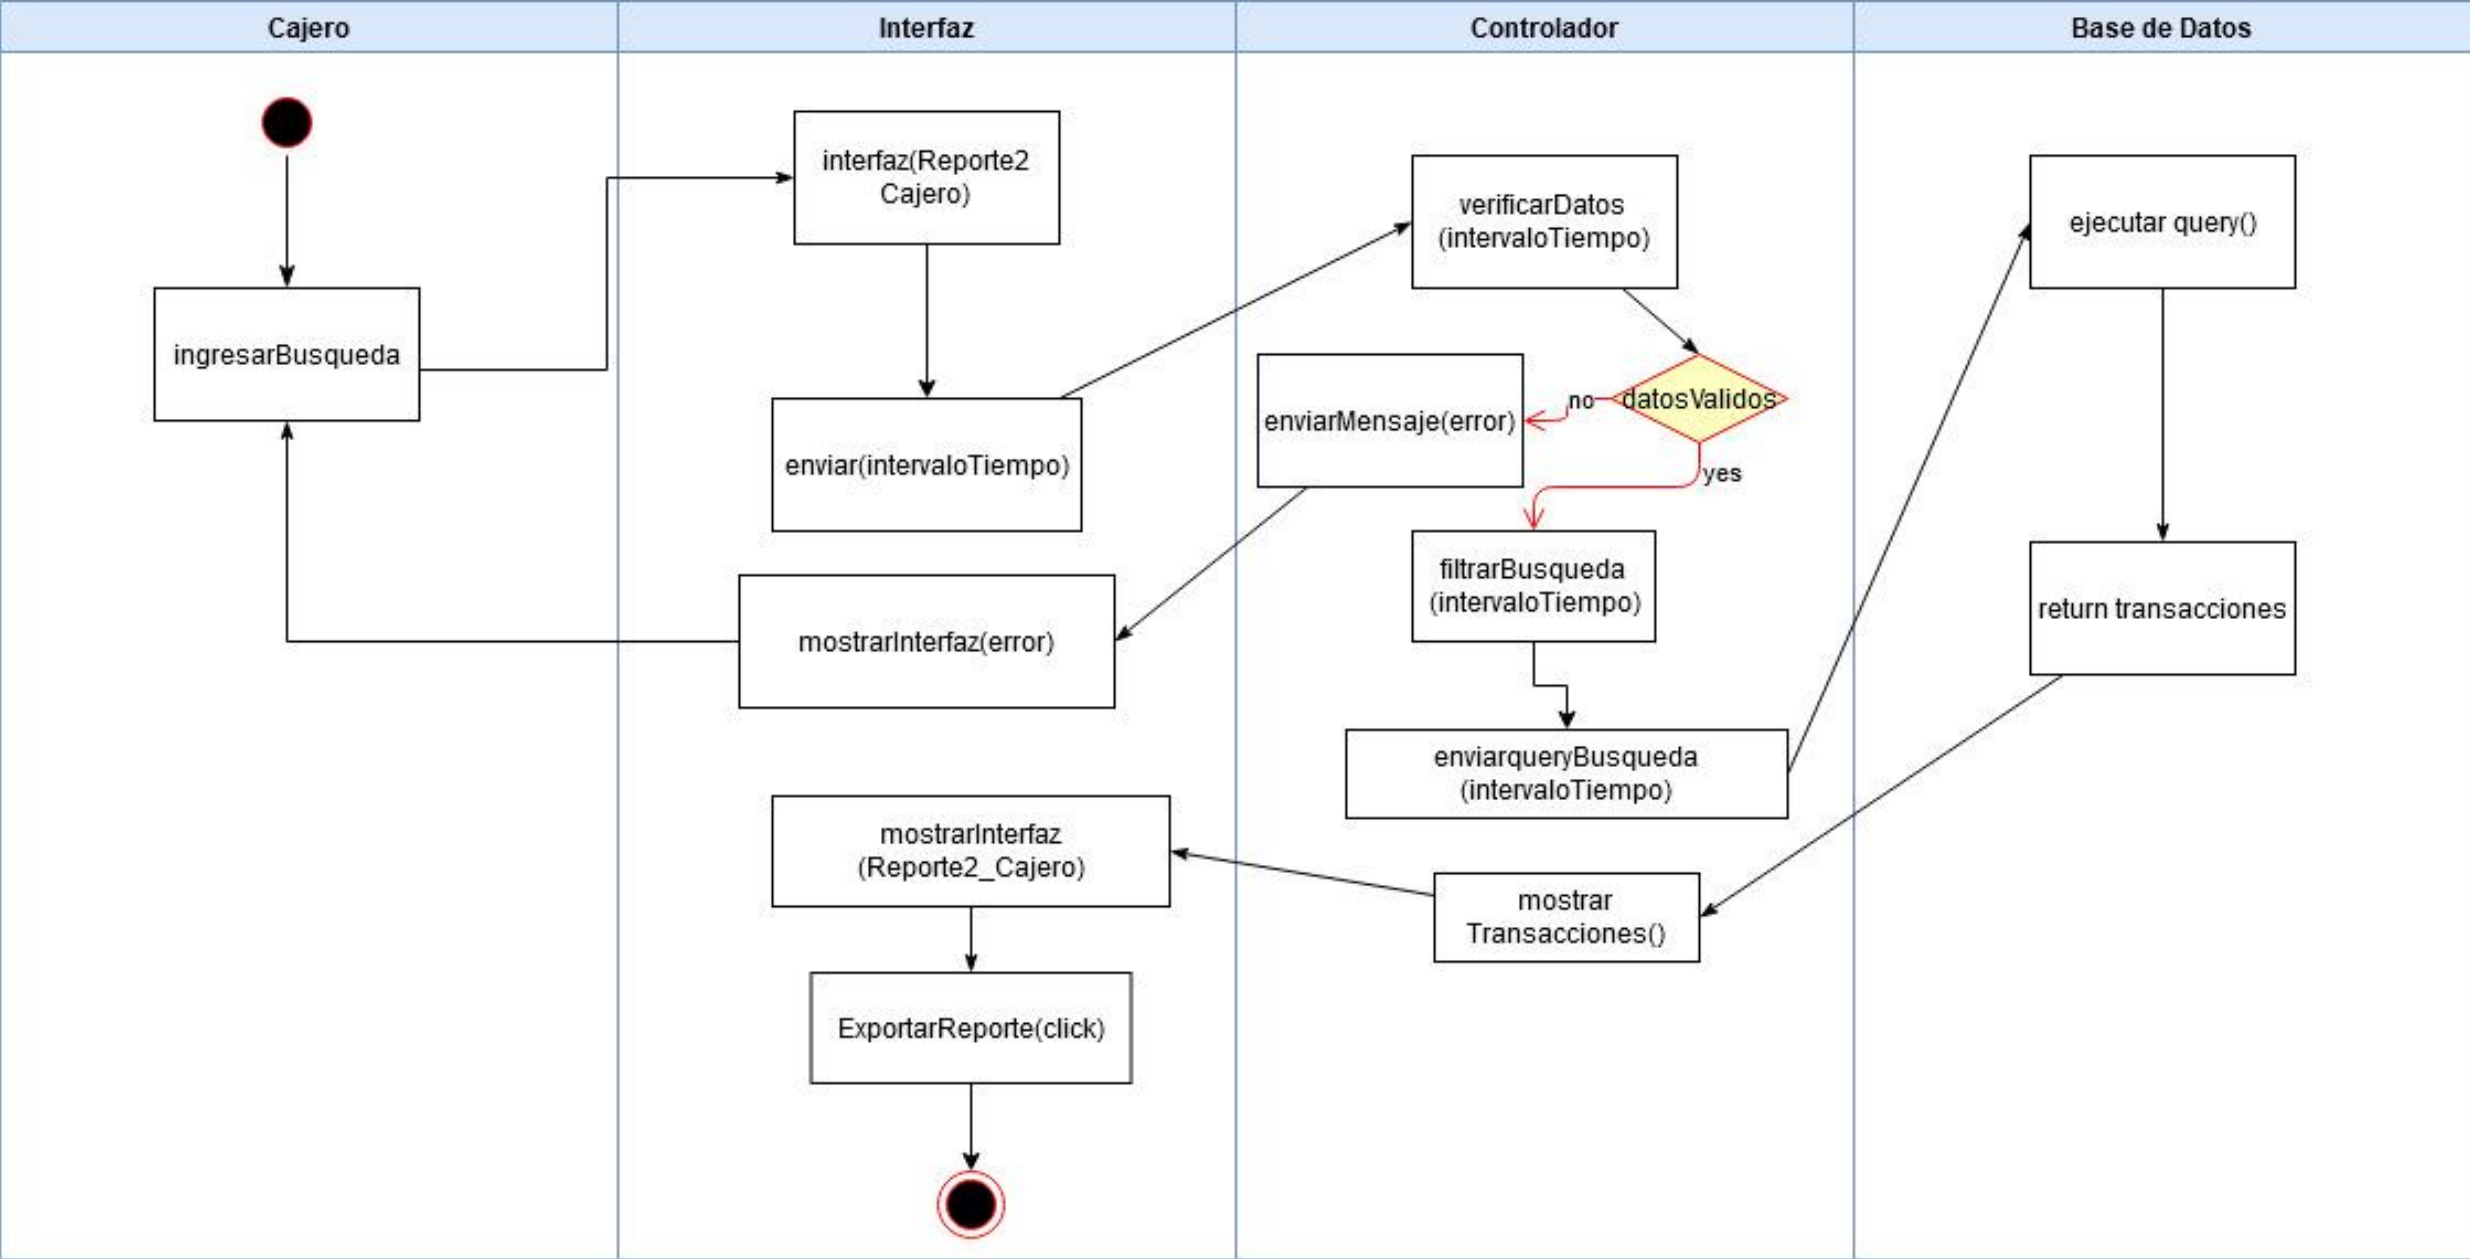 Cajero
Interfaz
Controlador
Base de Datos
ingresarBusqueda
interfaz(Reporte2
Cajero)
enviar(intervaloTiempo)
mostrarInterfaz(error)
mostrarInterfaz
(Reporte2_Cajero)
ExportarReporte(click)
verificarDatos
(intervaloTiempo)
datosValidos
no
yes
enviarMensaje(error)
filtrarBusqueda
(intervaloTiempo)
enviarqueryBusqueda
(intervaloTiempo)
mostrar
Transacciones()
ejecutar query()
return transacciones